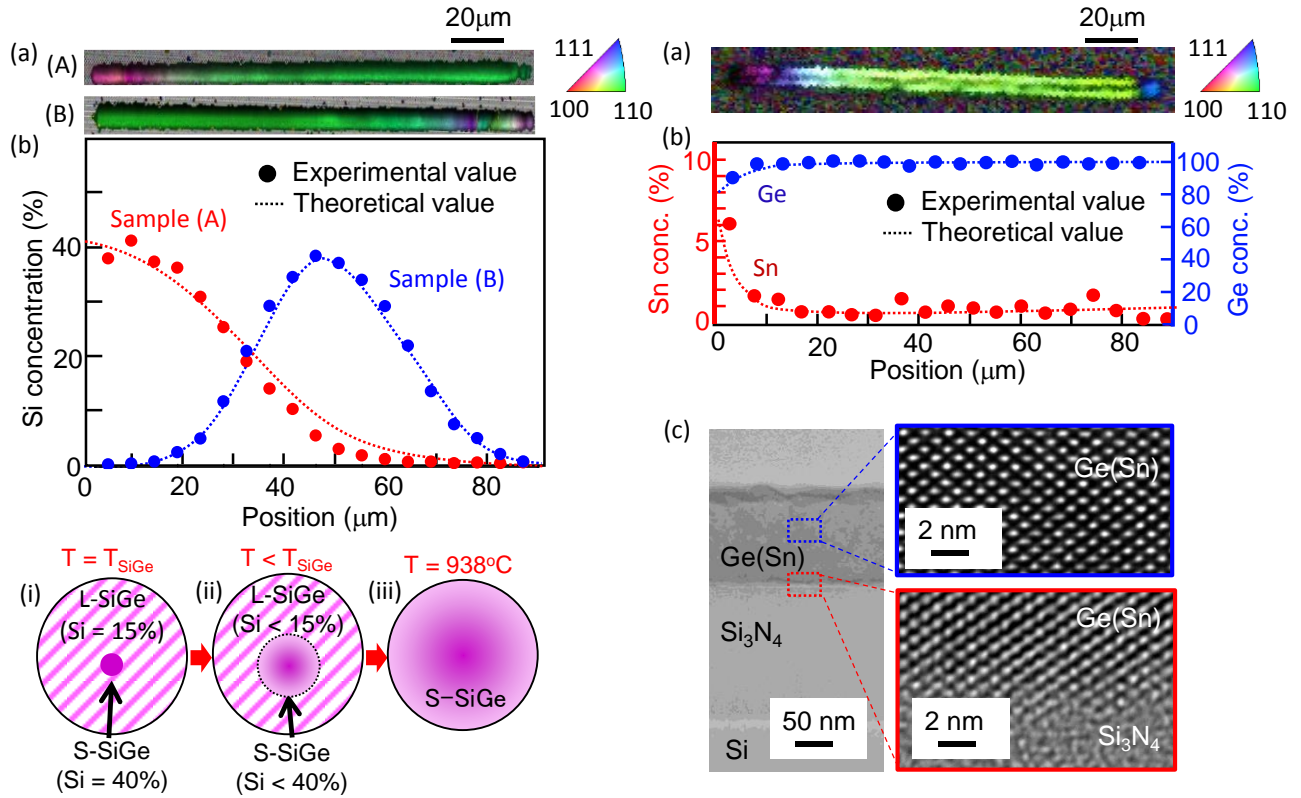 20μm
(a)
(A)
(B)
111
100
110
(b)
Experimental value
Theoretical value
Sample (A)
Sample (B)
Si concentration (%)
60
40
20
0
0
20
40
60
80
Position (μm)
T = T_SiGe
T < T_SiGe
T = 938°C
(i)
(ii)
(iii)
L-SiGe
(Si = 15%)
L-SiGe
(Si < 15%)
S-SiGe
S-SiGe
(Si = 40%)
S-SiGe
(Si < 40%)
20μm
(a)
111
100
110
(b)
10
5
0
Sn conc. (%)
Ge
Sn
Experimental value
Theoretical value
100
80
60
40
20
0
Ge conc. (%)
0
20
40
60
80
Position (μm)
(c)
Ge(Sn)
Si₃N₄
Si
50 nm
Ge(Sn)
2 nm
Ge(Sn)
2 nm
Si₃N₄